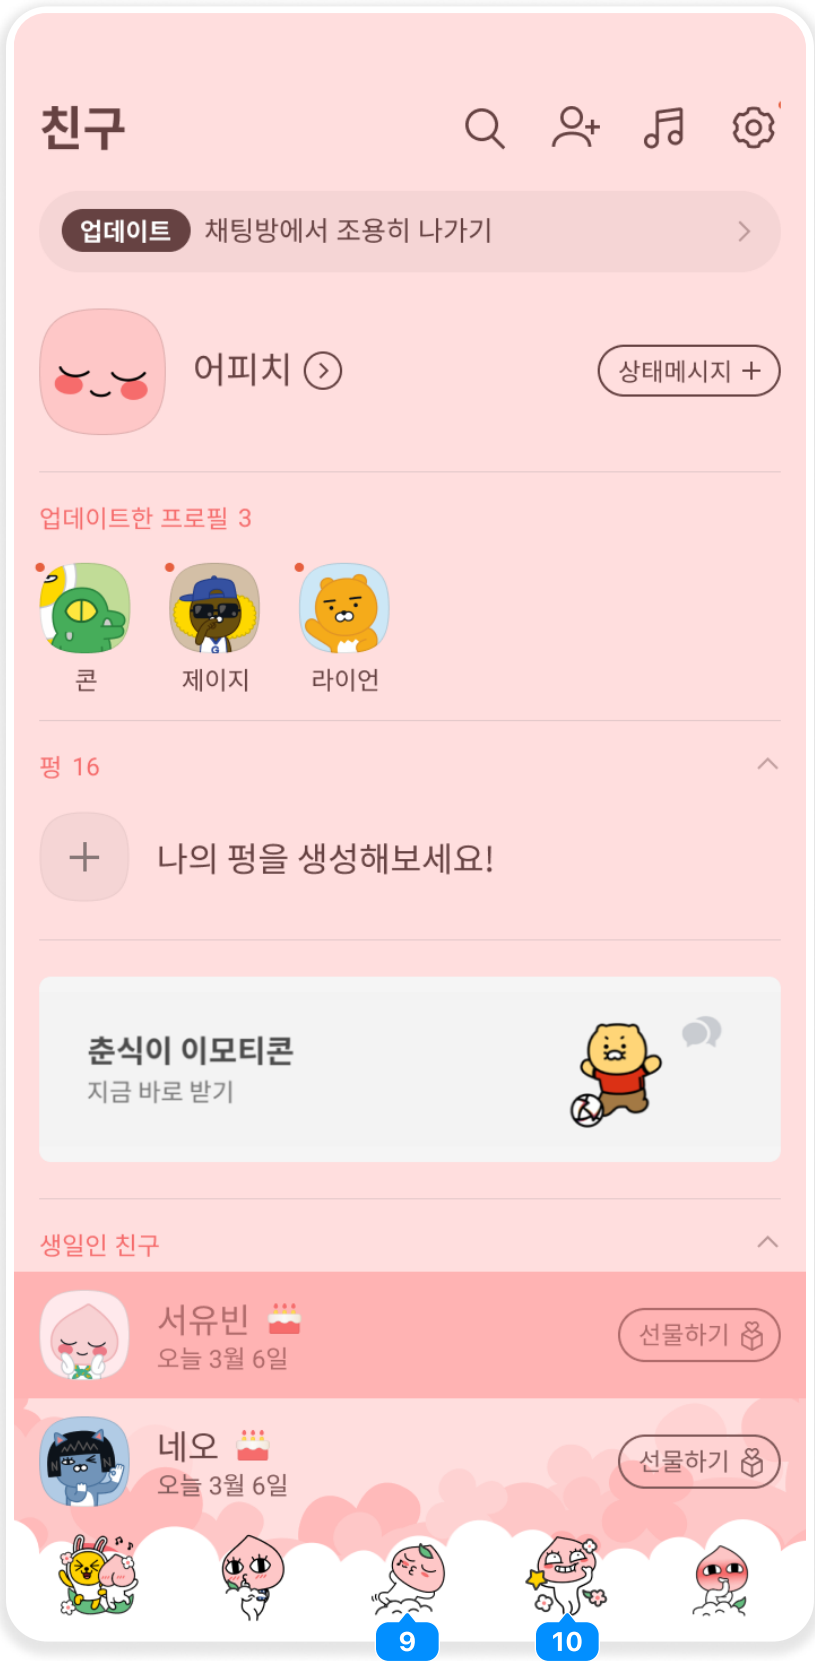 친구
업데이트 채팅방에서 조용히 나가기
어피치
상태메시지 +
업데이트한 프로필 3
콘 제이지 라이언
펑 16
나의 펑을 생성해보세요!
춘식이 이모티콘
지금 바로 받기
생일인 친구
서유빈
오늘 3월 6일
선물하기
네오
오늘 3월 6일
선물하기
9 10